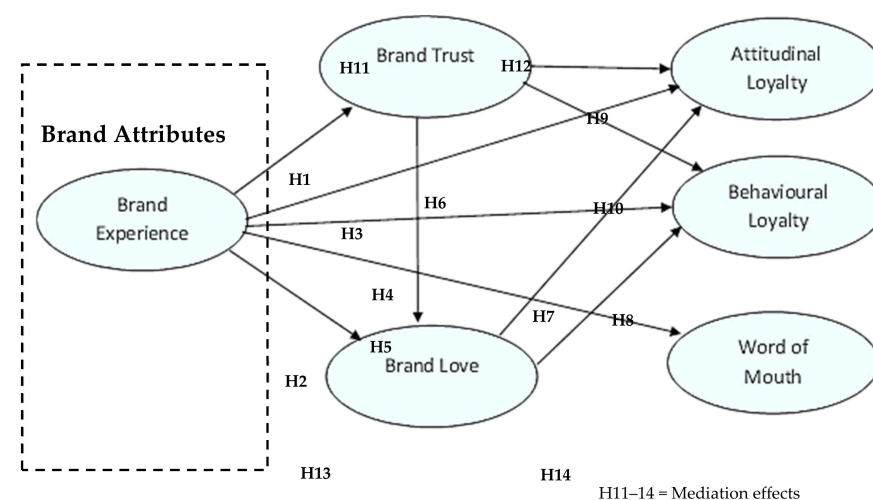 Brand Trust
H11
H12
Attitudinal
Loyalty
Brand Attributes
H9
H1
Brand
Experience
H6
H10
Behavioural
Loyalty
H3
H4
H7
H8
H5
Brand Love
Word of
Mouth
H2
H13
H14
H11–14 = Mediation effects